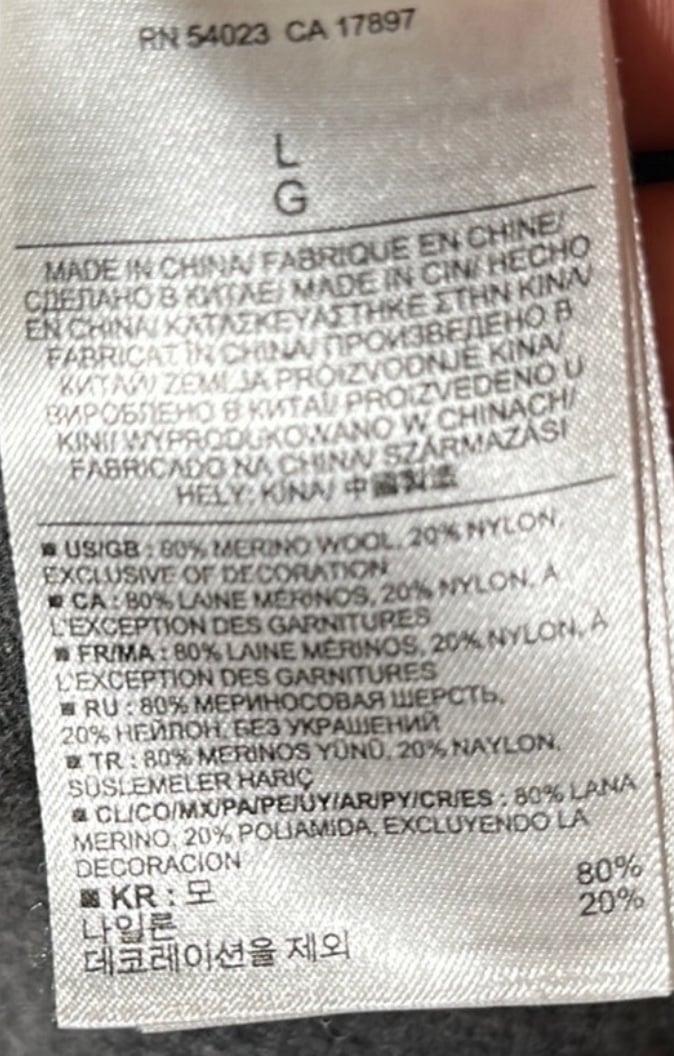 RN 54023 CA 17897
L
G
MADE IN CHINA/ FABRIQUE EN CHINE/
СДЕЛАНО В КИТАЕ/ MADE IN CIN/ HECHO
EN CHINA/ ΚΑΤΑΣΚΕΥΑΣΤΗΚΕ ΣΤΗΝ ΚΙΝΑ/
FABRICAT IN CHINA/ ПРОИЗВЕДЕНО В
КИТАЙ/ ZEMLJA PROIZVODNJE KINA/
ВИРОБЛЕНО В КИТАЇ/ PROIZVEDENO U
KINI/ WYPRODUKOWANO W CHINACH/
FABRICADO NA CHINA/ SZÁRMAZÁSI
HELY: KÍNA/ 中國製造
US/GB : 80% MERINO WOOL, 20% NYLON,
EXCLUSIVE OF DECORATION
CA : 80% LAINE MÉRINOS, 20% NYLON, À
L'EXCEPTION DES GARNITURES
FR/MA : 80% LAINE MÉRINOS, 20% NYLON, À
L'EXCEPTION DES GARNITURES
RU : 80% МЕРИНОСОВАЯ ШЕРСТЬ,
20% НЕЙЛОН, БЕЗ УКРАШЕНИЙ
TR : 80% MERINOS YÜNÜ, 20% NAYLON,
SÜSLEMELER HARİÇ
CL/CO/MX/PA/PE/UY/AR/PY/CR/ES : 80% LANA
MERINO, 20% POLIAMIDA, EXCLUYENDO LA
DECORACION
KR : 모 80%
나일론 20%
데코레이션을 제외